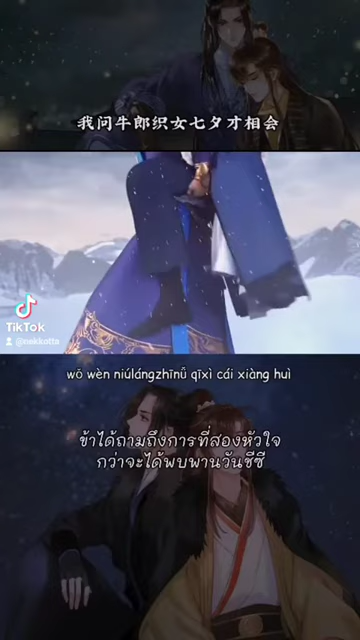 我问牛郎织女七夕才相会
TikTok
@nekkotta
wǒ wèn niúlángzhīnǚ qīxì cái xiàng huì
ข้าได้ถามถึงการที่สองหัวใจ
กว่าจะได้พบพานวันชีซี